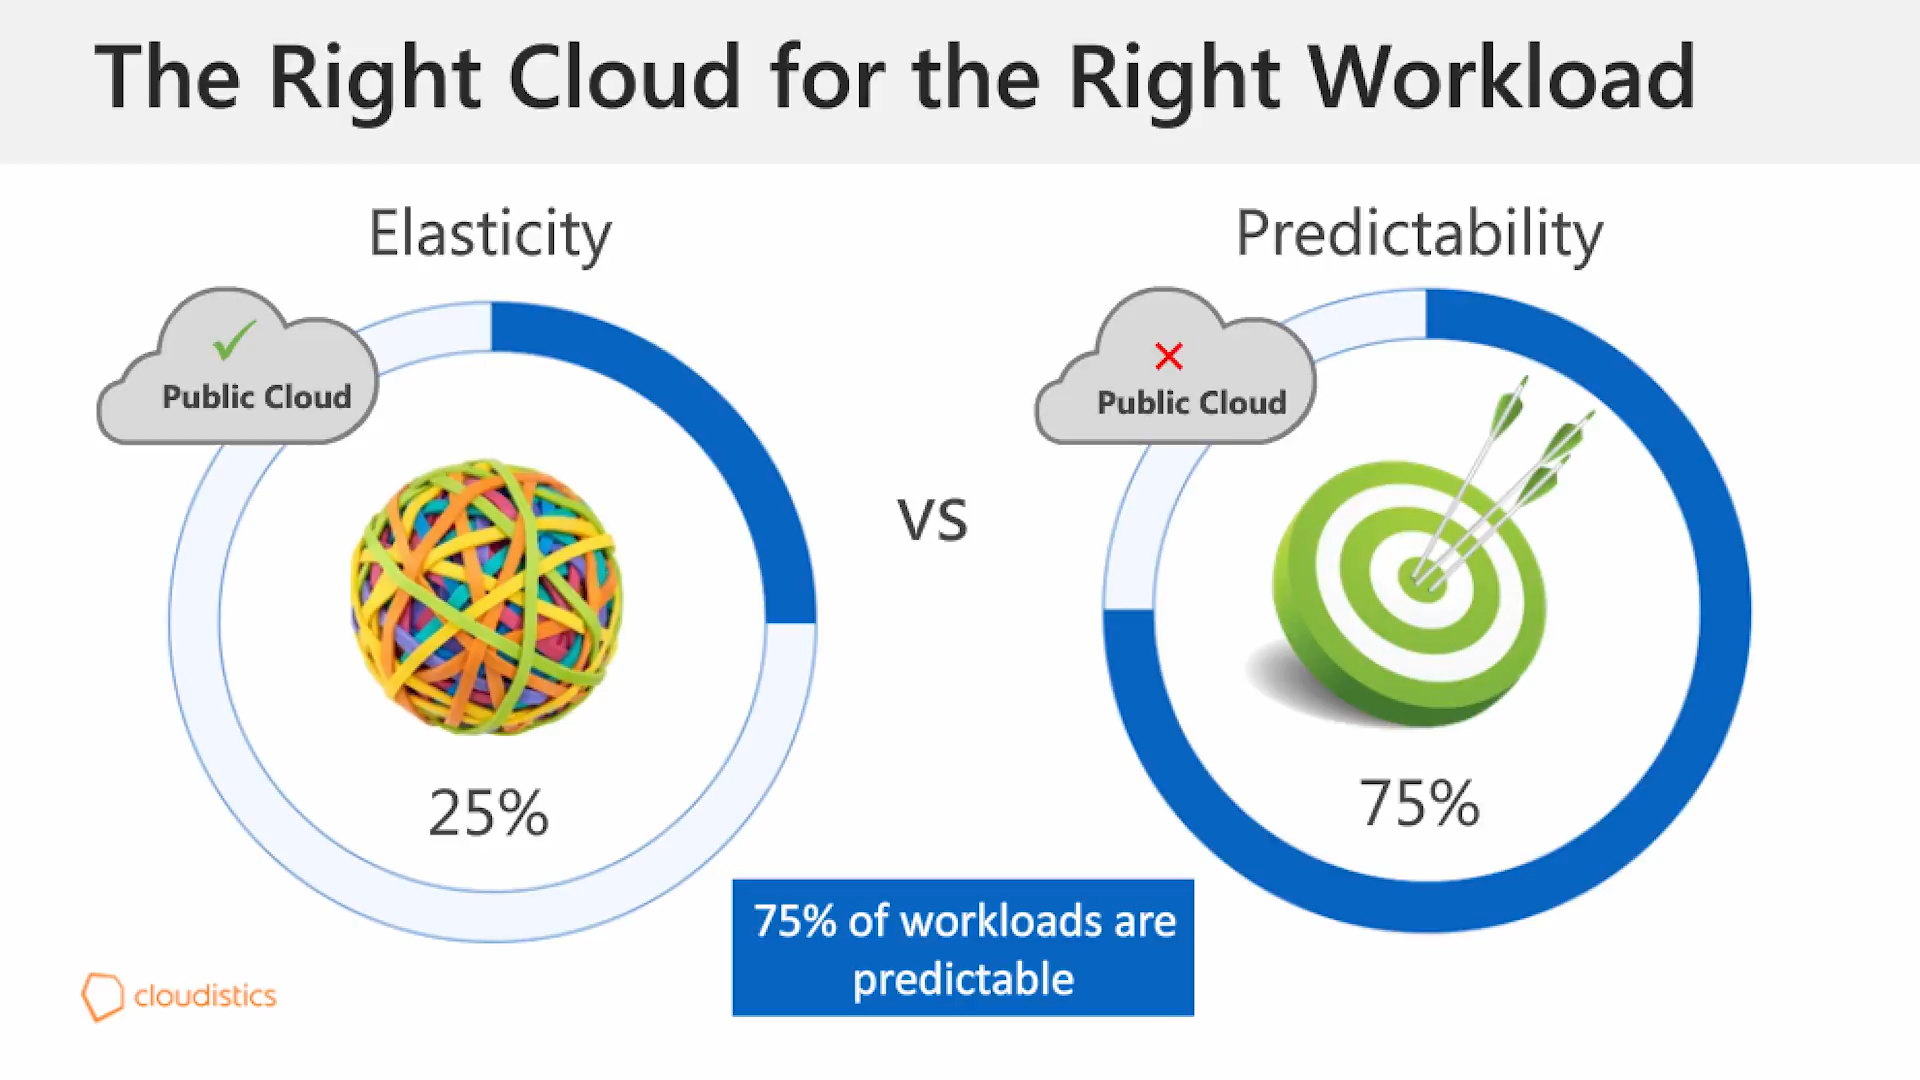 The Right Cloud for the Right Workload
Elasticity
Public Cloud
25%
vs
Predictability
Public Cloud
75%
75% of workloads are
predictable
cloudistics